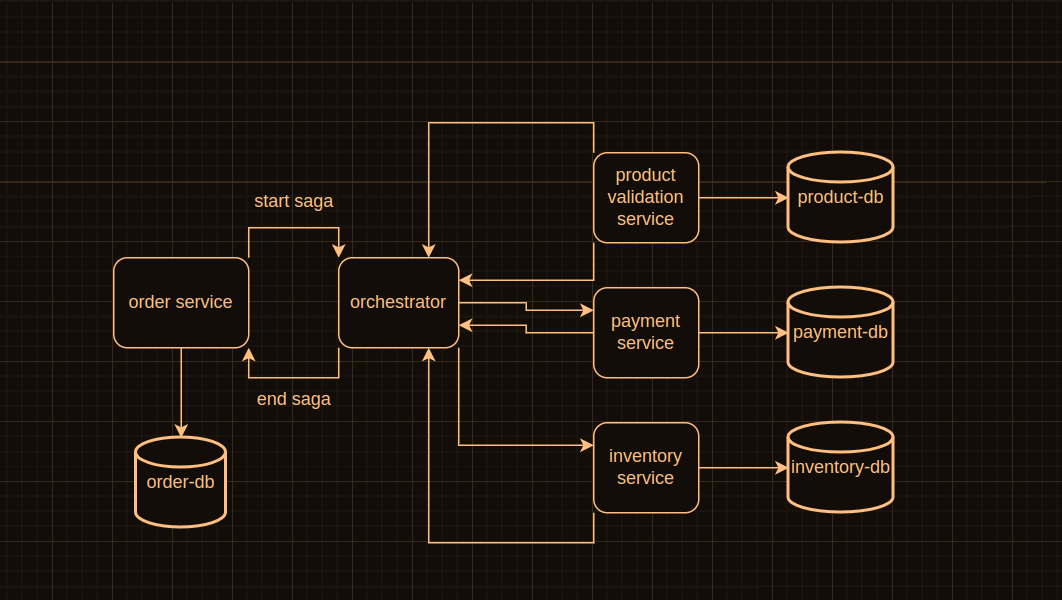 start saga
order service
orchestrator
end saga
order-db
product
validation
service
product-db
payment
service
payment-db
inventory
service
inventory-db